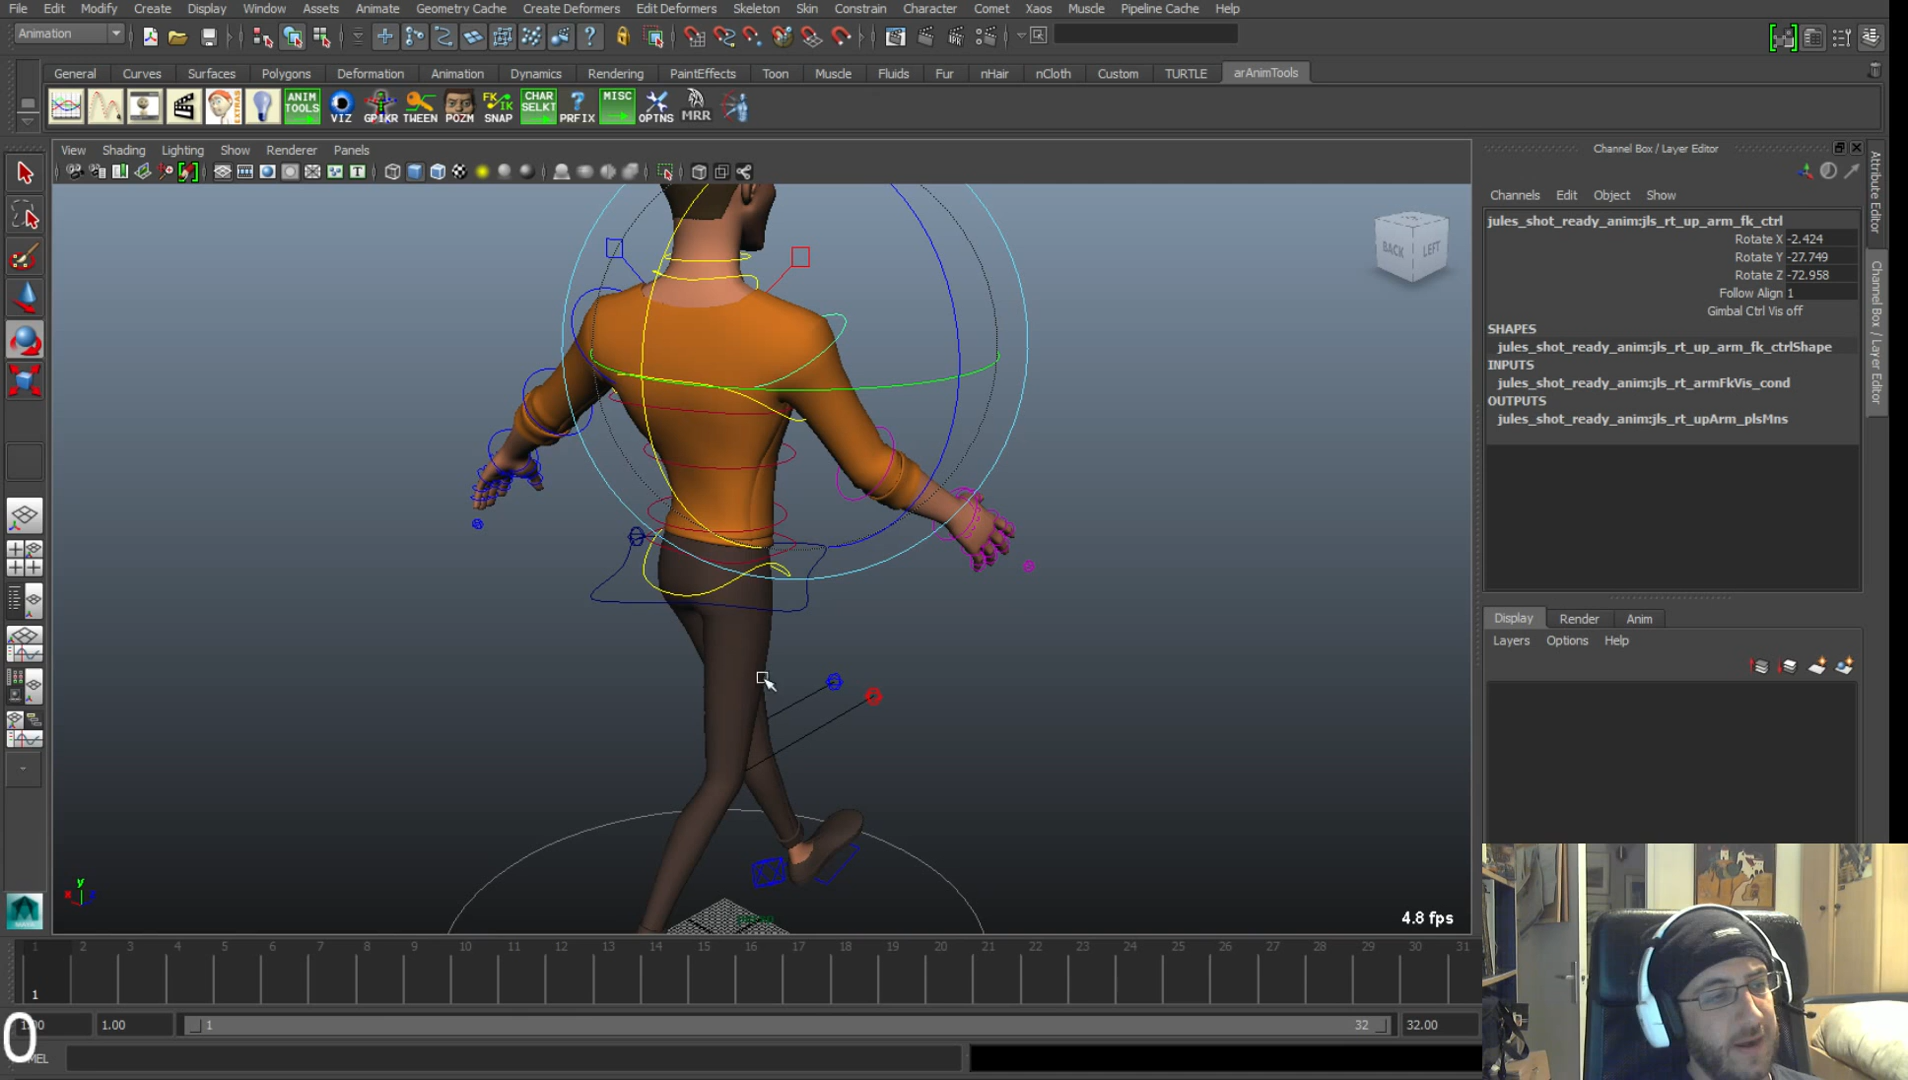 File Edit Modify Create Display Window Assets Animate Geometry Cache Create Deformers Edit Deformers Skeleton Skin Constrain Character Comet Xaos Muscle Pipeline Cache Help
Animation
General Curves Surfaces Polygons Deformation Animation Dynamics Rendering PaintEffects Toon Muscle Fluids Fur nHair nCloth Custom TURTLE arAnimTools
ANIM TOOLS VIZ GPIKR TWEEN POZM FK/IK SNAP CHAR SELKT PRFIX MISC OPTNS MRR
View Shading Lighting Show Renderer Panels
BACK LEFT
4.8 fps
y
Channel Box / Layer Editor
Channels Edit Object Show
jules_shot_ready_anim:jls_rt_up_arm_fk_ctrl
Rotate X -2.424
Rotate Y -27.749
Rotate Z -72.958
Follow Align 1
Gimbal Ctrl Vis off
SHAPES
jules_shot_ready_anim:jls_rt_up_arm_fk_ctrlShape
INPUTS
jules_shot_ready_anim:jls_rt_armFkVis_cond
OUTPUTS
jules_shot_ready_anim:jls_rt_upArm_plsMns
Display Render Anim
Layers Options Help
Attribute Editor
Channel Box / Layer Editor
1 2 3 4 5 6 7 8 9 10 11 12 13 14 15 16 17 18 19 20 21 22 23 24 25 26 27 28 29 30 31
1
1.00 1 32 32.00
0